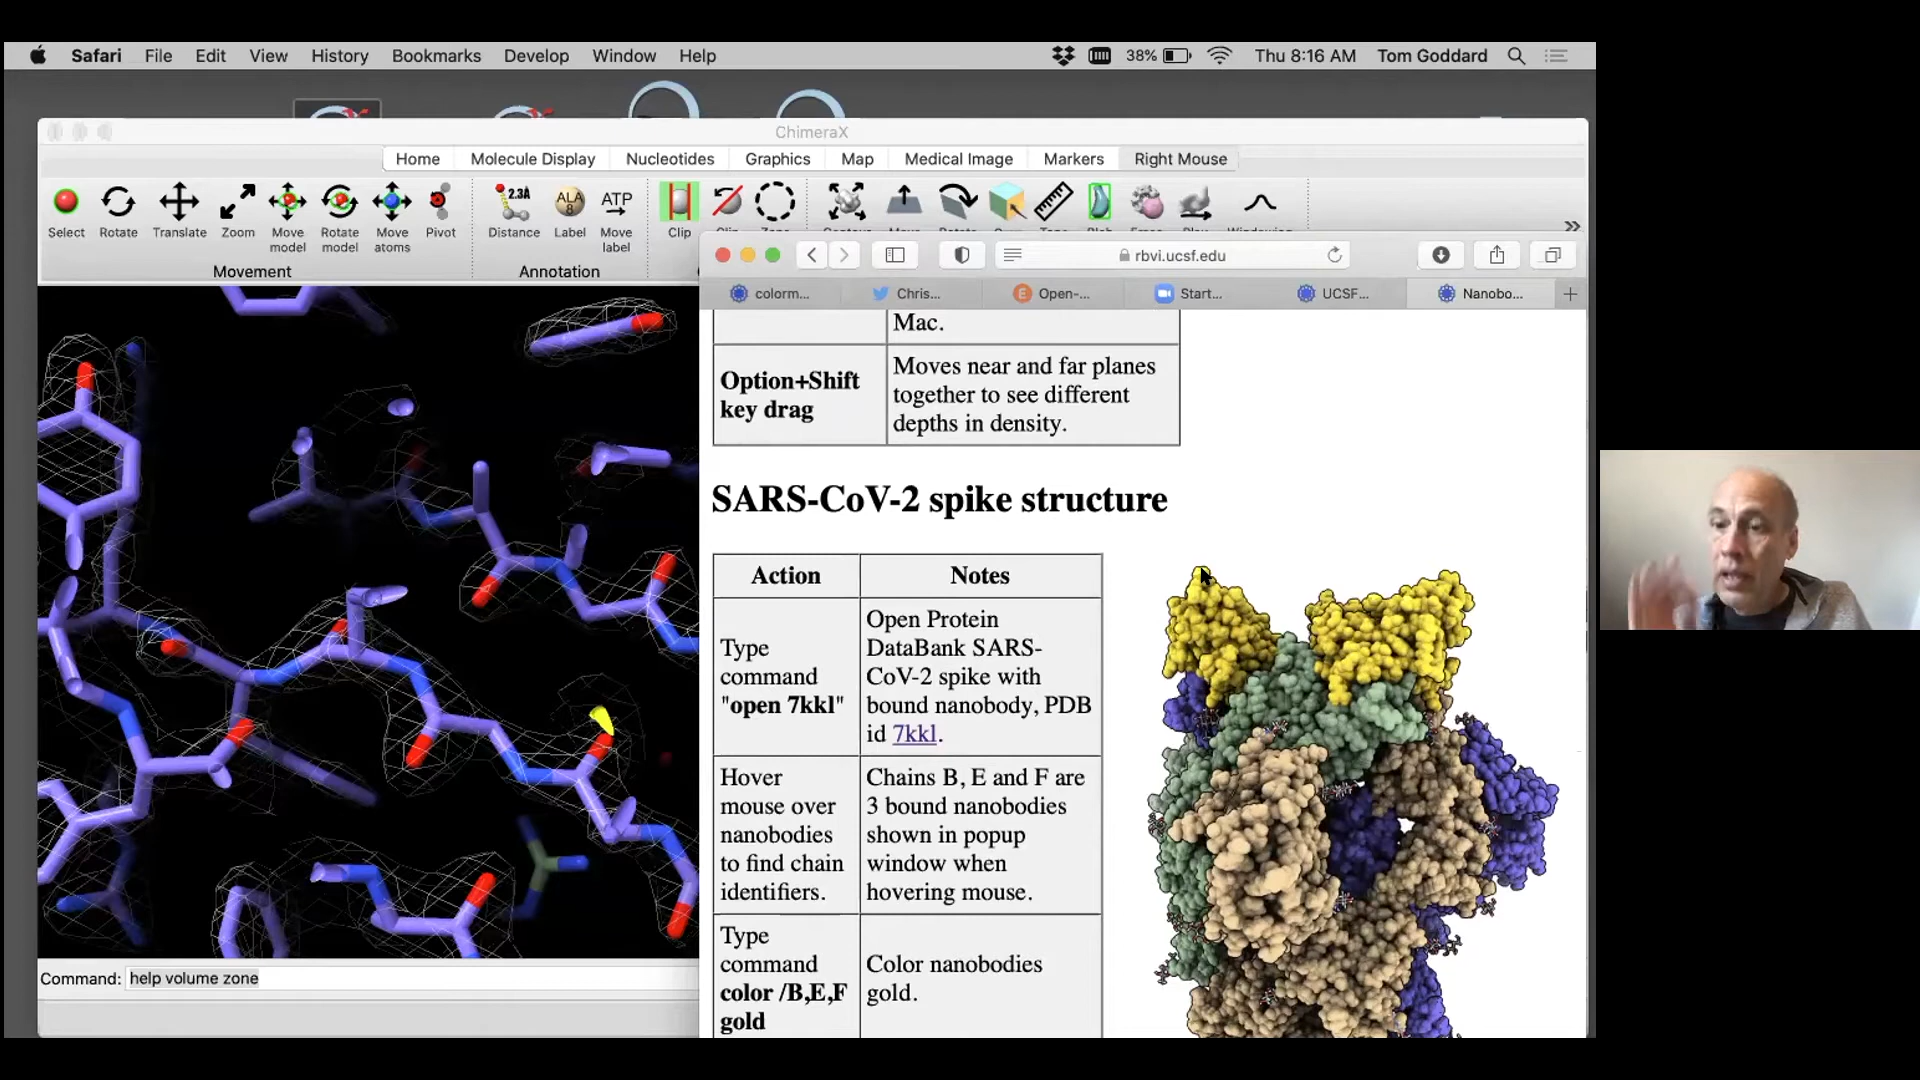 Safari File Edit View History Bookmarks Develop Window Help 38% Thu 8:16 AM Tom Goddard
ChimeraX
Home Molecule Display Nucleotides Graphics Map Medical Image Markers Right Mouse
2.3Å ALA 8 ATP
Select Rotate Translate Zoom Move model Rotate model Move atoms Pivot Distance Label Move label Clip
Movement Annotation
rbvi.ucsf.edu
colorm... Chris... Open-... Start... UCSF... Nanobo...
Mac.
Option+Shift key drag
Moves near and far planes
together to see different
depths in density.
SARS-CoV-2 spike structure
Action Notes
Type
command
"open 7kkl"
Open Protein
DataBank SARS-
CoV-2 spike with
bound nanobody, PDB
id 7kkl.
Hover
mouse over
nanobodies
to find chain
identifiers.
Chains B, E and F are
3 bound nanobodies
shown in popup
window when
hovering mouse.
Type
command
color /B,E,F
gold
Color nanobodies
gold.
Command: help volume zone